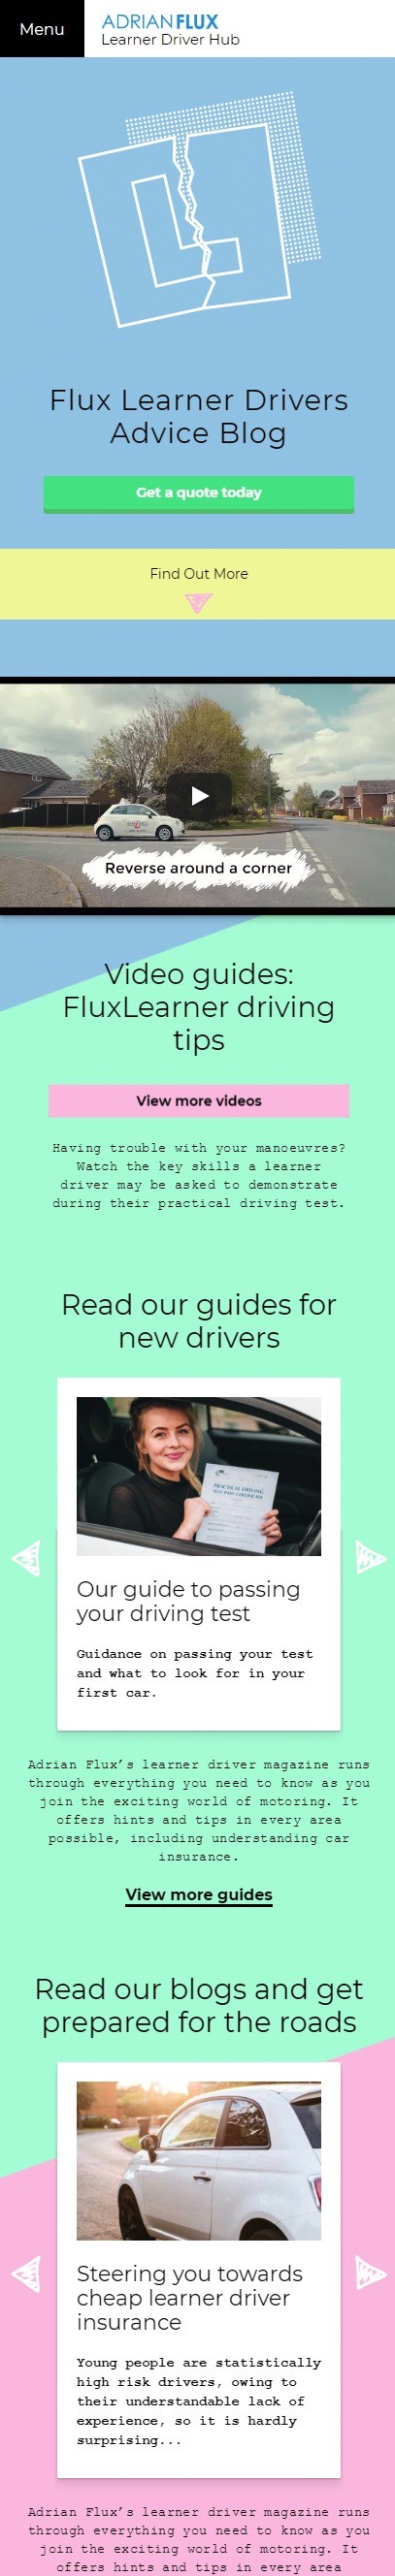 Menu
ADRIAN FLUX
Learner Driver Hub
L
Flux Learner Drivers
Advice Blog
Get a quote today
Find Out More
Reverse around a corner
Video guides:
FluxLearner driving
tips
View more videos
Having trouble with your manoeuvres?
Watch the key skills a learner
driver may be asked to demonstrate
during their practical driving test.
Read our guides for
new drivers
PRACTICAL DRIVING
TEST PASS CERTIFICATE
Our guide to passing
your driving test
Guidance on passing your test
and what to look for in your
first car.
Adrian Flux’s learner driver magazine runs
through everything you need to know as you
join the exciting world of motoring. It
offers hints and tips in every area
possible, including understanding car
insurance.
View more guides
Read our blogs and get
prepared for the roads
Steering you towards
cheap learner driver
insurance
Young people are statistically
high risk drivers, owing to
their understandable lack of
experience, so it is hardly
surprising...
Adrian Flux’s learner driver magazine runs
through everything you need to know as you
join the exciting world of motoring. It
offers hints and tips in every area